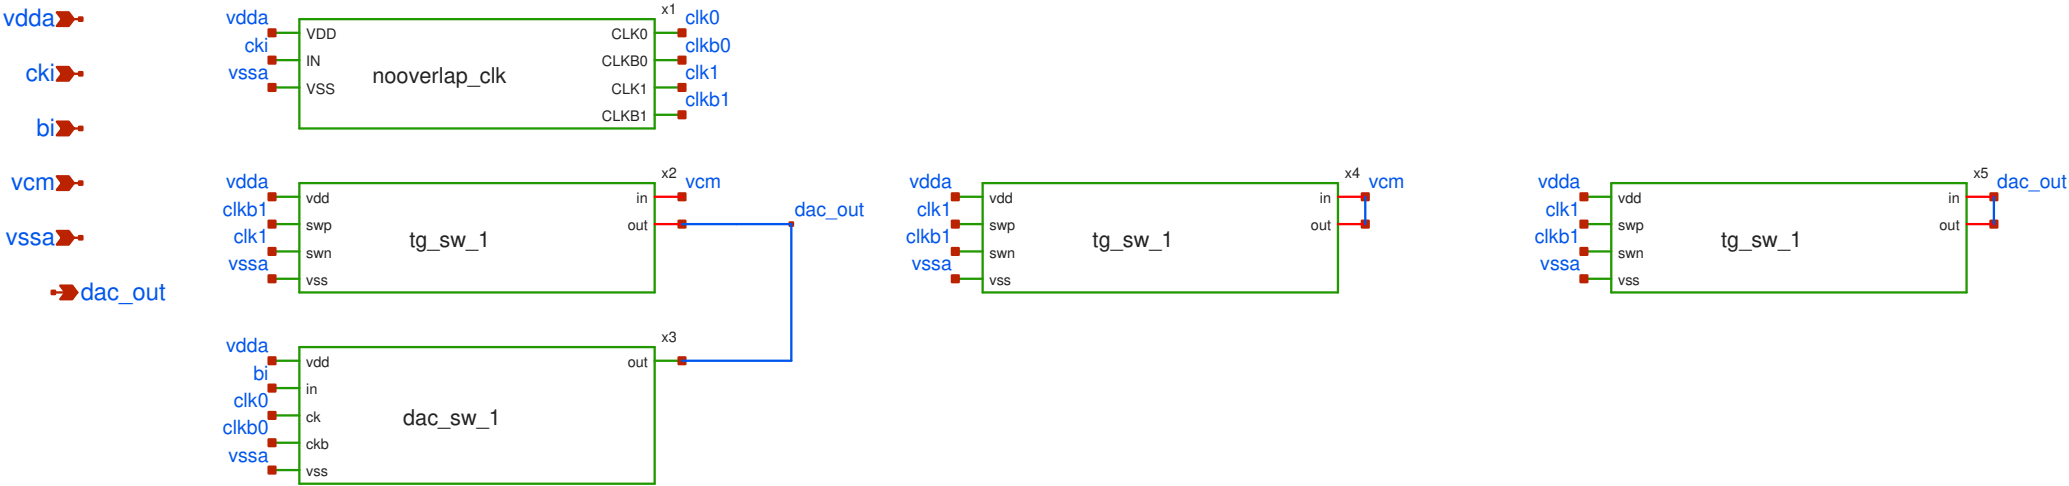 vdda
cki
bi
vcm
vssa
dac_out
x1
vdda
cki
vssa
VDD
IN
VSS
nooverlap_clk
CLK0
CLKB0
CLK1
CLKB1
clk0
clkb0
clk1
clkb1
x2
vdda
clkb1
clk1
vssa
vdd
swp
swn
vss
tg_sw_1
in
out
vcm
dac_out
x4
vdda
clk1
clkb1
vssa
vdd
swp
swn
vss
tg_sw_1
in
out
vcm
x5
vdda
clk1
clkb1
vssa
vdd
swp
swn
vss
tg_sw_1
in
out
dac_out
x3
vdda
bi
clk0
clkb0
vssa
vdd
in
ck
ckb
vss
dac_sw_1
out